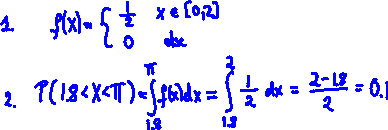 1. f(x) = { 1/2 x ∈ [0,2] 0 dx
2. P(1.8 < X < π) = ∫_{1.8}^{π} f(x) dx = ∫_{1.8}^{2} 1/2 dx = (2-1.8)/2 = 0.1